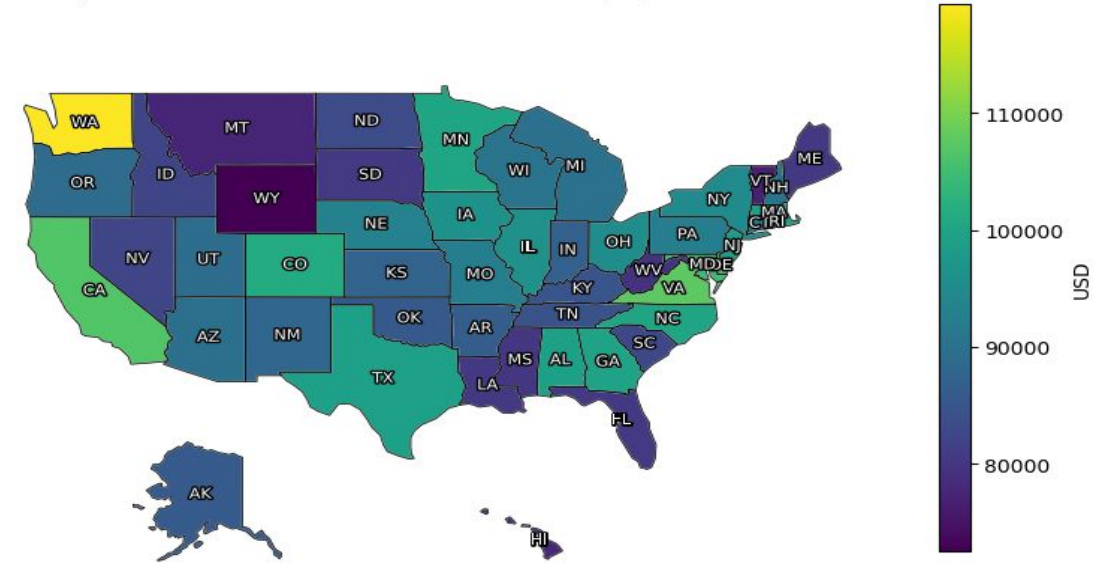 WA
MT
ND
MN
OR
ID
SD
WI
MI
ME
VT
NH
WY
NY
MA
NE
IA
CT RI
NV
UT
CO
IL
IN
OH
PA
NJ
KS
MO
WV
MD DE
CA
KY
VA
AZ
NM
OK
AR
TN
NC
SC
TX
MS
AL
GA
LA
FL
AK
HI
110000
100000
90000
80000
USD